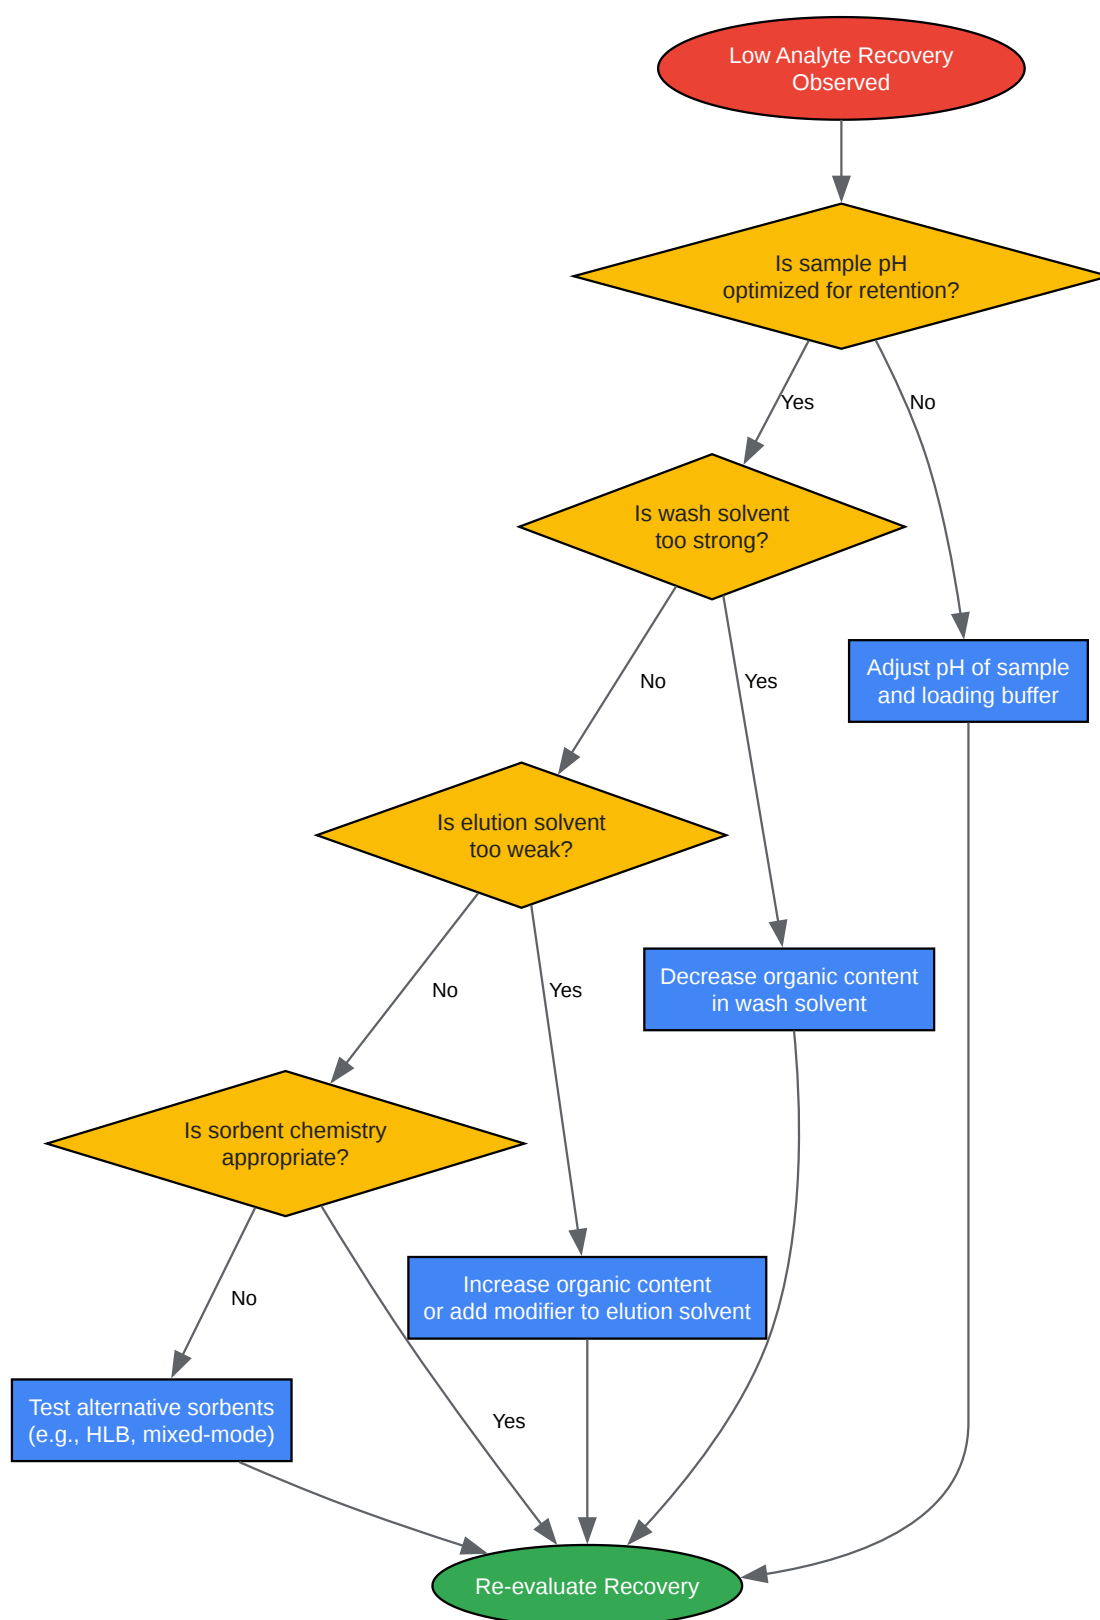 Low Analyte Recovery
Observed
Is sample pH
optimized for retention?
Yes
No
Is wash solvent
too strong?
No
Yes
Adjust pH of sample
and loading buffer
Is elution solvent
too weak?
No
Yes
Decrease organic content
in wash solvent
Is sorbent chemistry
appropriate?
No
Yes
Increase organic content
or add modifier to elution solvent
Test alternative sorbents
(e.g., HLB, mixed-mode)
Re-evaluate Recovery